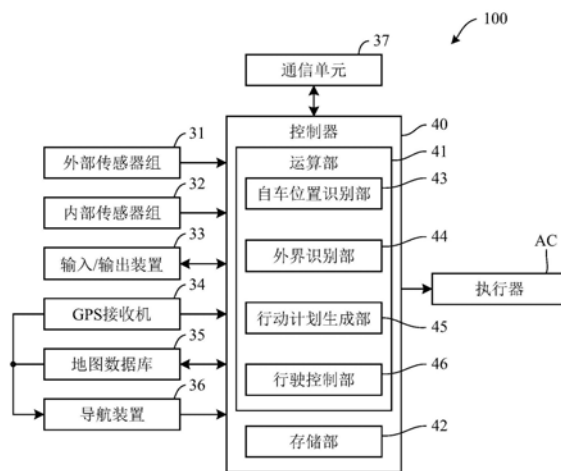 100
37
通信单元
40
控制器
31
外部传感器组
41
运算部
43
自车位置识别部
32
内部传感器组
33
输入/输出装置
44
外界识别部
AC
执行器
34
GPS接收机
行动计划生成部
45
35
地图数据库
36
导航装置
46
行驶控制部
42
存储部